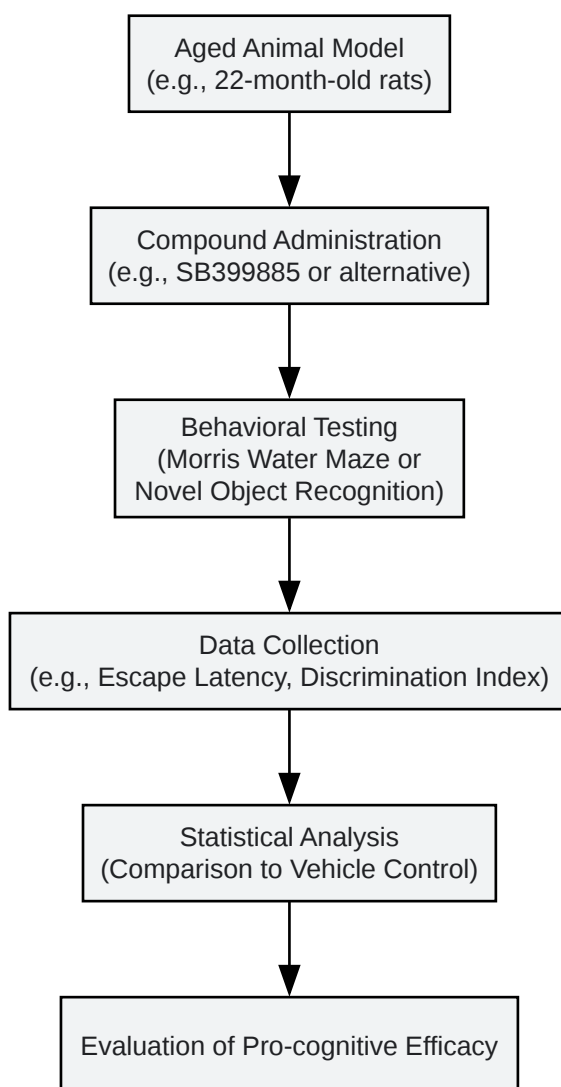 Aged Animal Model
(e.g., 22-month-old rats)
Compound Administration
(e.g., SB399885 or alternative)
Behavioral Testing
(Morris Water Maze or
Novel Object Recognition)
Data Collection
(e.g., Escape Latency, Discrimination Index)
Statistical Analysis
(Comparison to Vehicle Control)
Evaluation of Pro-cognitive Efficacy